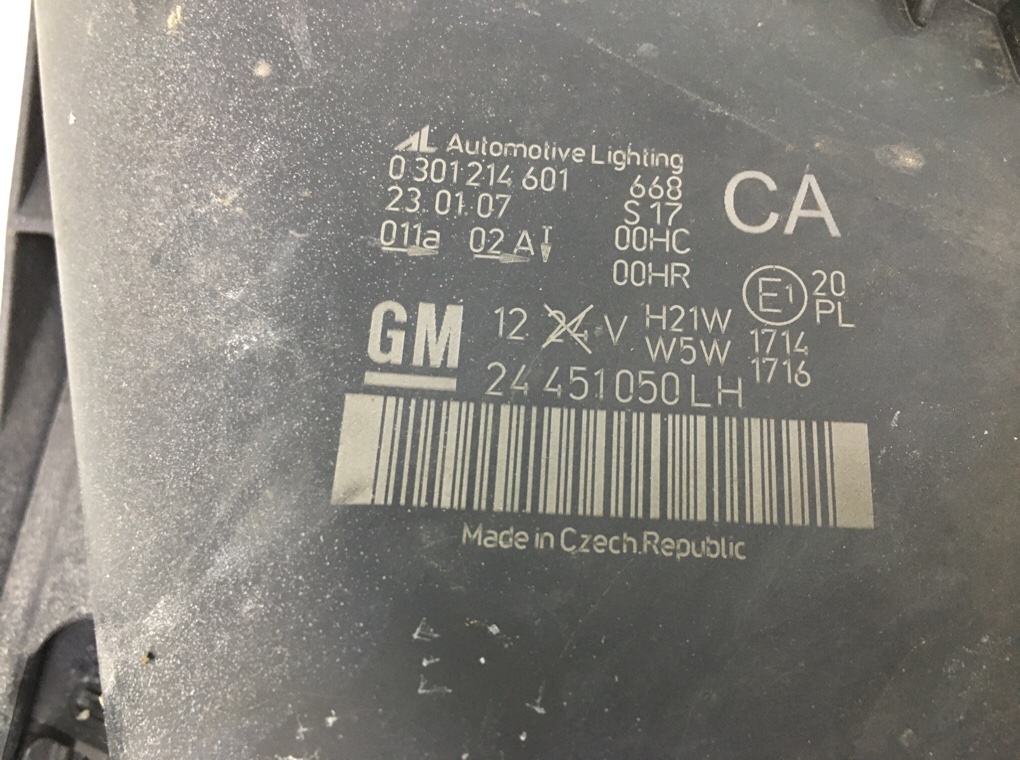 AL Automotive Lighting
0 301 214 601 668
23.01.07 S 17
011a 02 A 00HC
00HR
CA
E1 20
PL
GM 12 24 V H21W 1714
W5W 1716
24 451 050 LH
Made in Czech.Republic